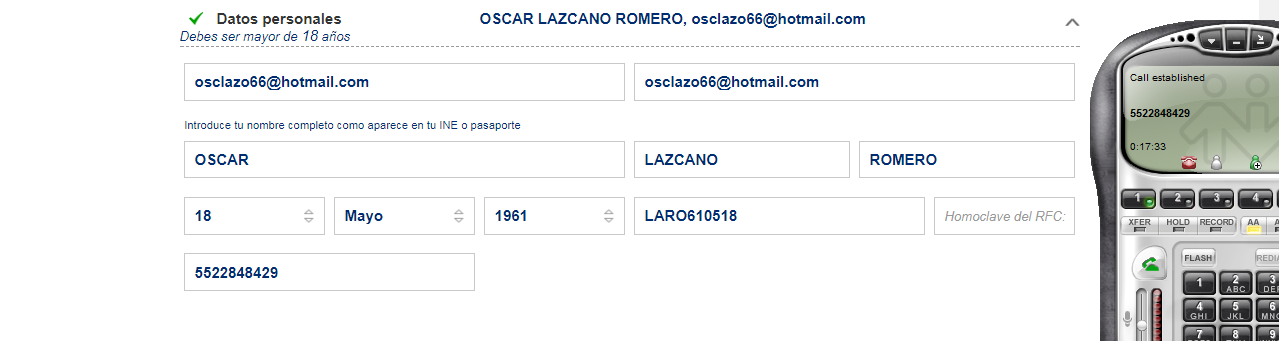 Datos personales OSCAR LAZCANO ROMERO, osclazo66@hotmail.com
Debes ser mayor de 18 años
osclazo66@hotmail.com osclazo66@hotmail.com
Introduce tu nombre completo como aparece en tu INE o pasaporte
OSCAR LAZCANO ROMERO
18 Mayo 1961 LARO610518 Homoclave del RFC:
5522848429
Call established
5522848429
0:17:33
1 2 3 4
XFER HOLD RECORD AA
FLASH REDIA
1 2 ABC 3 DE
4 GHI 5 JKL 6 MN
7 8 9